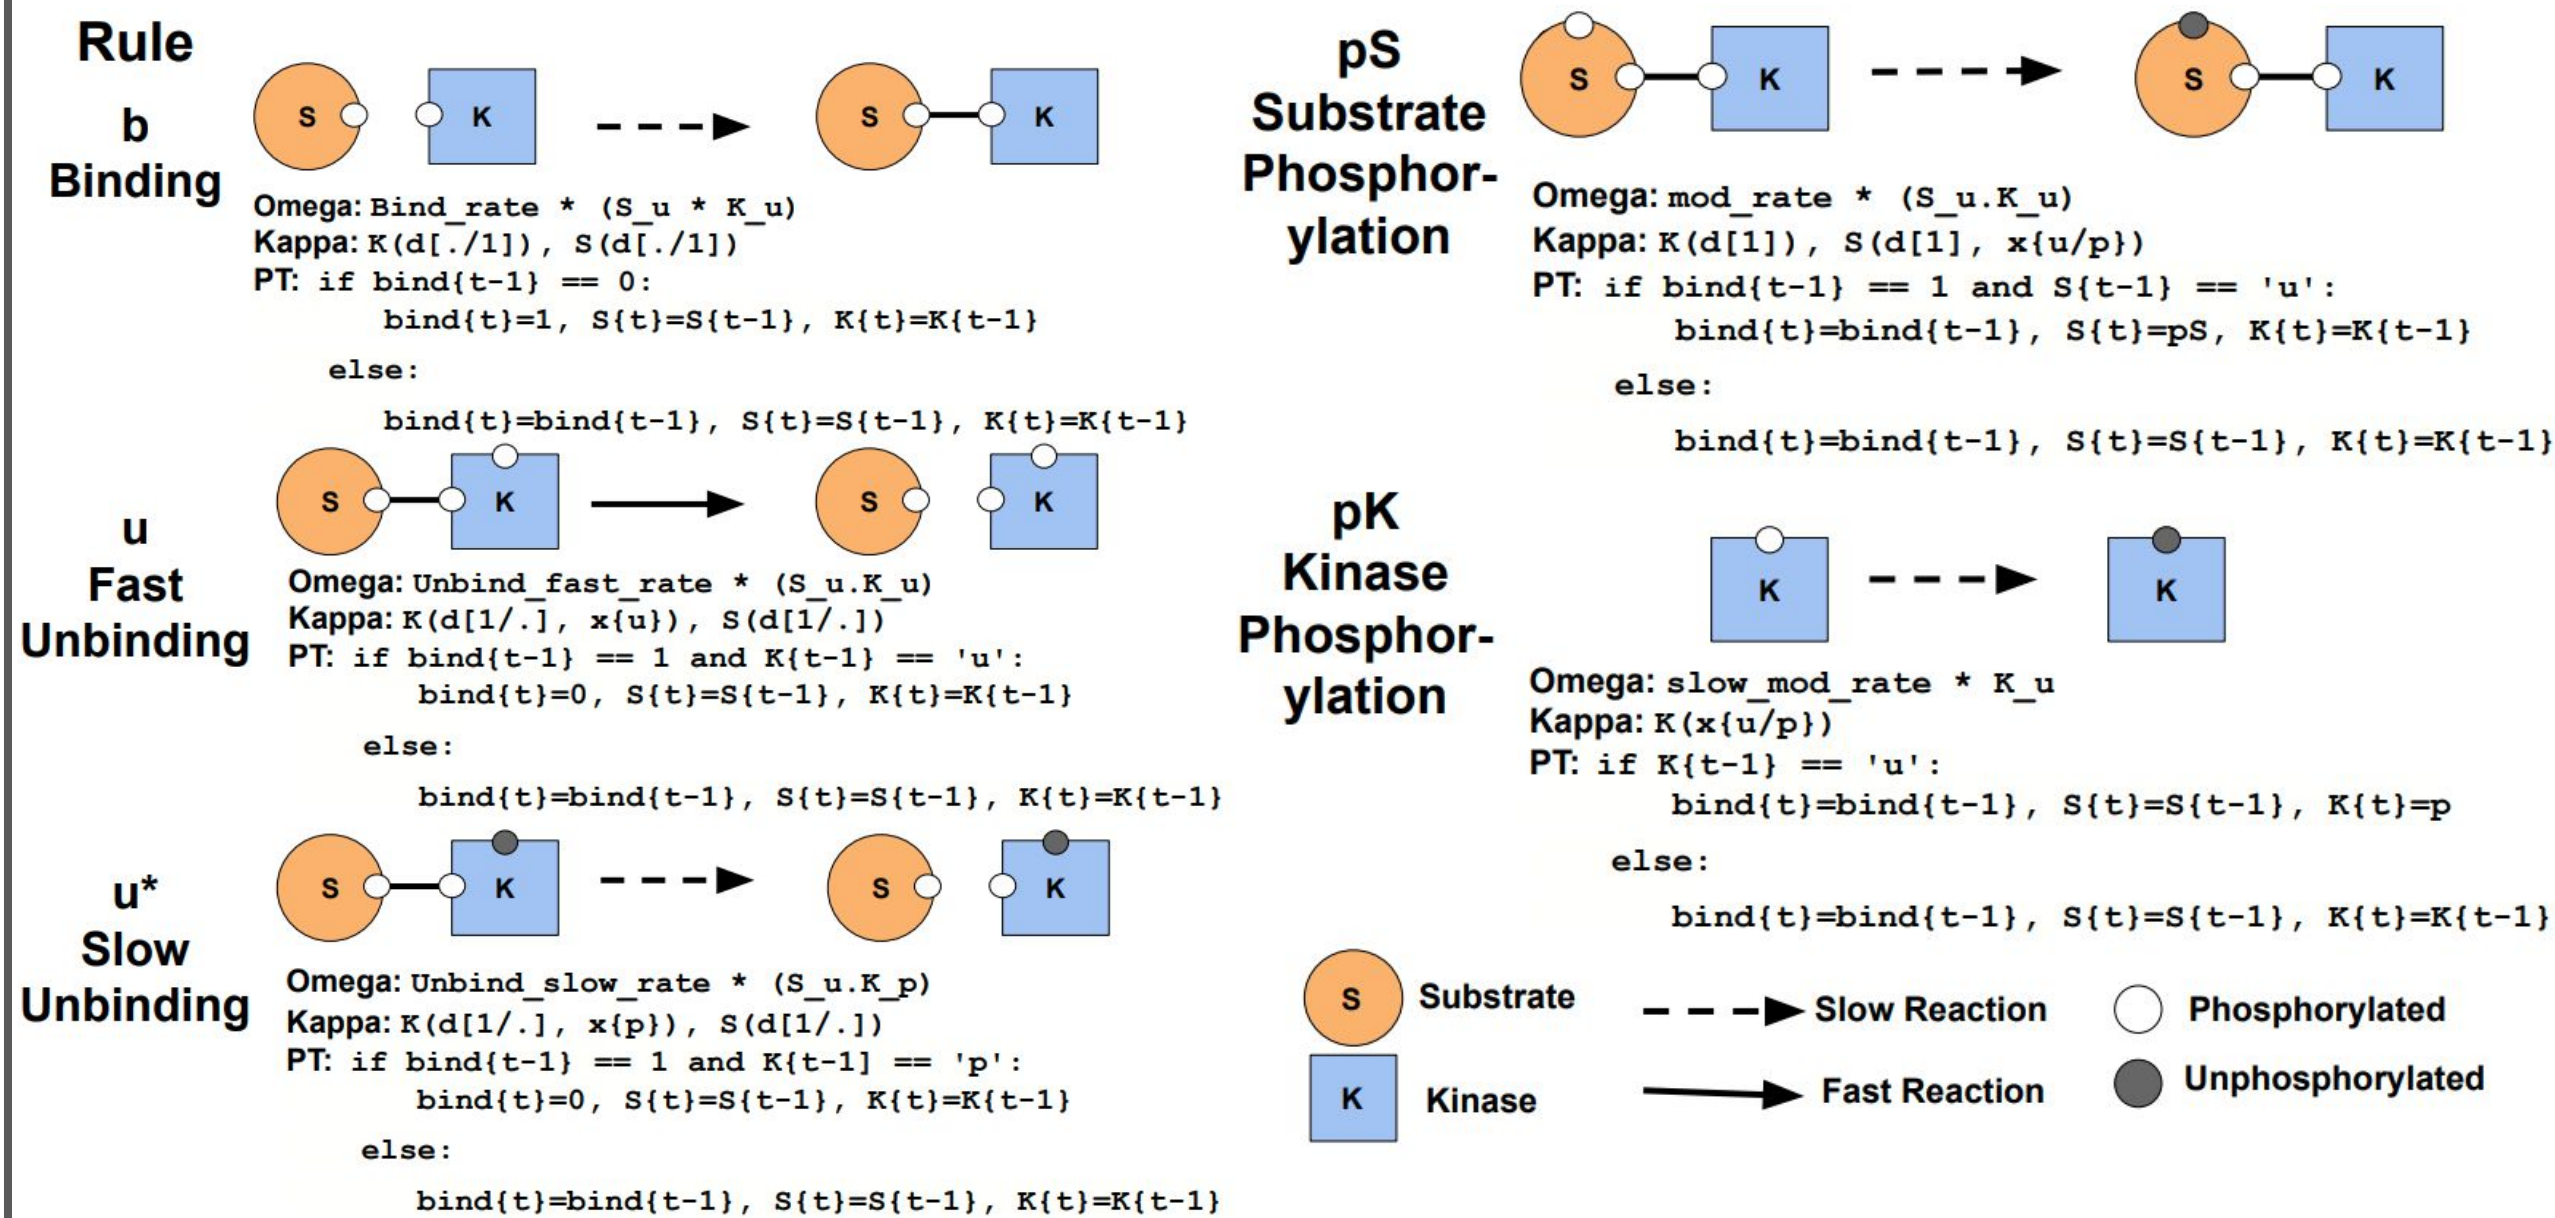 Rule
b
Binding
S
K
S
K
Omega: Bind_rate * (S_u * K_u)
Kappa: K(d[./1]), S(d[./1])
PT: if bind{t-1} == 0:
bind{t}=1, S{t}=S{t-1}, K{t}=K{t-1}
else:
bind{t}=bind{t-1}, S{t}=S{t-1}, K{t}=K{t-1}
u
Fast
Unbinding
S
K
S
K
Omega: Unbind_fast_rate * (S_u.K_u)
Kappa: K(d[1/.], x{u}), S(d[1/.])
PT: if bind{t-1} == 1 and K{t-1} == 'u':
bind{t}=0, S{t}=S{t-1}, K{t}=K{t-1}
else:
bind{t}=bind{t-1}, S{t}=S{t-1}, K{t}=K{t-1}
u*
Slow
Unbinding
S
K
S
K
Omega: Unbind_slow_rate * (S_u.K_p)
Kappa: K(d[1/.], x{p}), S(d[1/.])
PT: if bind{t-1} == 1 and K{t-1] == 'p':
bind{t}=0, S{t}=S{t-1}, K{t}=K{t-1}
else:
bind{t}=bind{t-1}, S{t}=S{t-1}, K{t}=K{t-1}
pS
Substrate
Phosphor-
ylation
S
K
S
K
Omega: mod_rate * (S_u.K_u)
Kappa: K(d[1]), S(d[1], x{u/p})
PT: if bind{t-1} == 1 and S{t-1} == 'u':
bind{t}=bind{t-1}, S{t}=pS, K{t}=K{t-1}
else:
bind{t}=bind{t-1}, S{t}=S{t-1}, K{t}=K{t-1}
pK
Kinase
Phosphor-
ylation
K
K
Omega: slow_mod_rate * K_u
Kappa: K(x{u/p})
PT: if K{t-1} == 'u':
bind{t}=bind{t-1}, S{t}=S{t-1}, K{t}=p
else:
bind{t}=bind{t-1}, S{t}=S{t-1}, K{t}=K{t-1}
S Substrate
Slow Reaction
Phosphorylated
K Kinase
Fast Reaction
Unphosphorylated